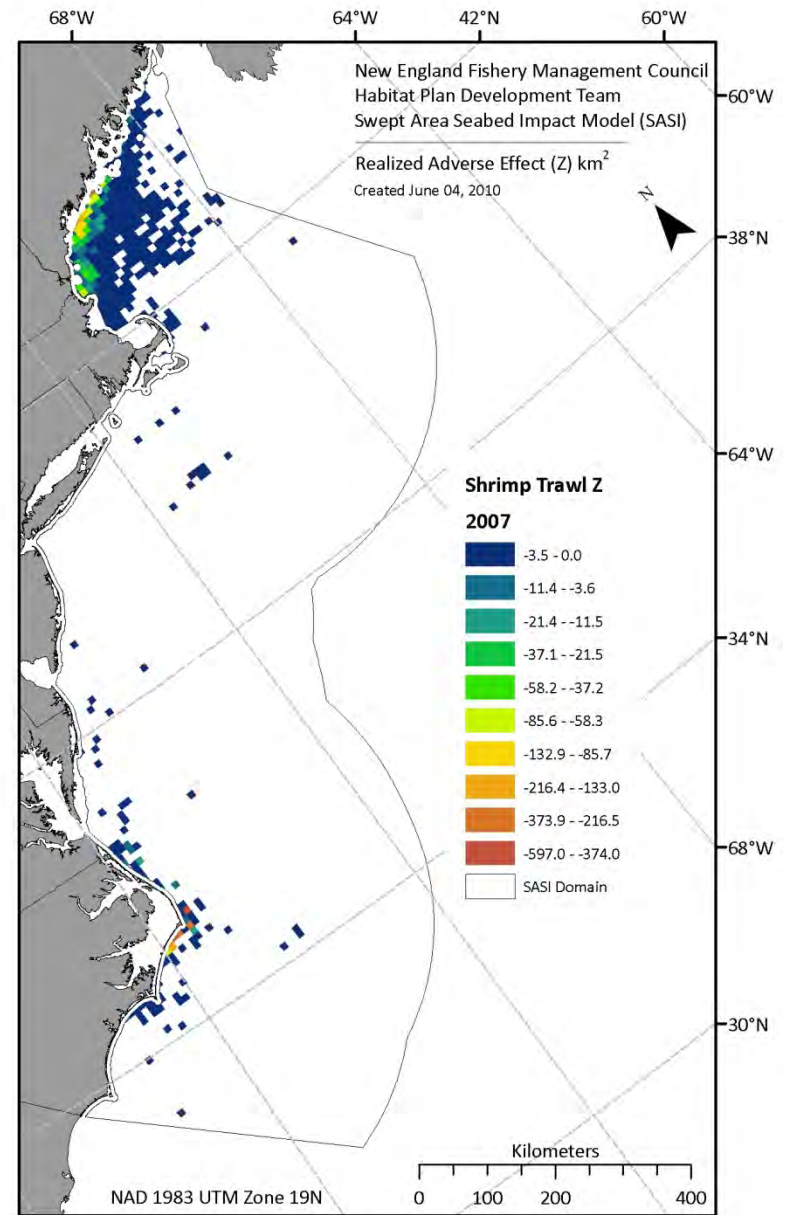 68°W 64°W 42°N 60°W
New England Fishery Management Council
Habitat Plan Development Team
Swept Area Seabed Impact Model (SASI)
Realized Adverse Effect (Z) km²
Created June 04, 2010
N
60°W
38°N
64°W
34°N
68°W
30°N
Shrimp Trawl Z
2007
-3.5 - 0.0
-11.4 - -3.6
-21.4 - -11.5
-37.1 - -21.5
-58.2 - -37.2
-85.6 - -58.3
-132.9 - -85.7
-216.4 - -133.0
-373.9 - -216.5
-597.0 - -374.0
SASI Domain
Kilometers
0 100 200 400
NAD 1983 UTM Zone 19N